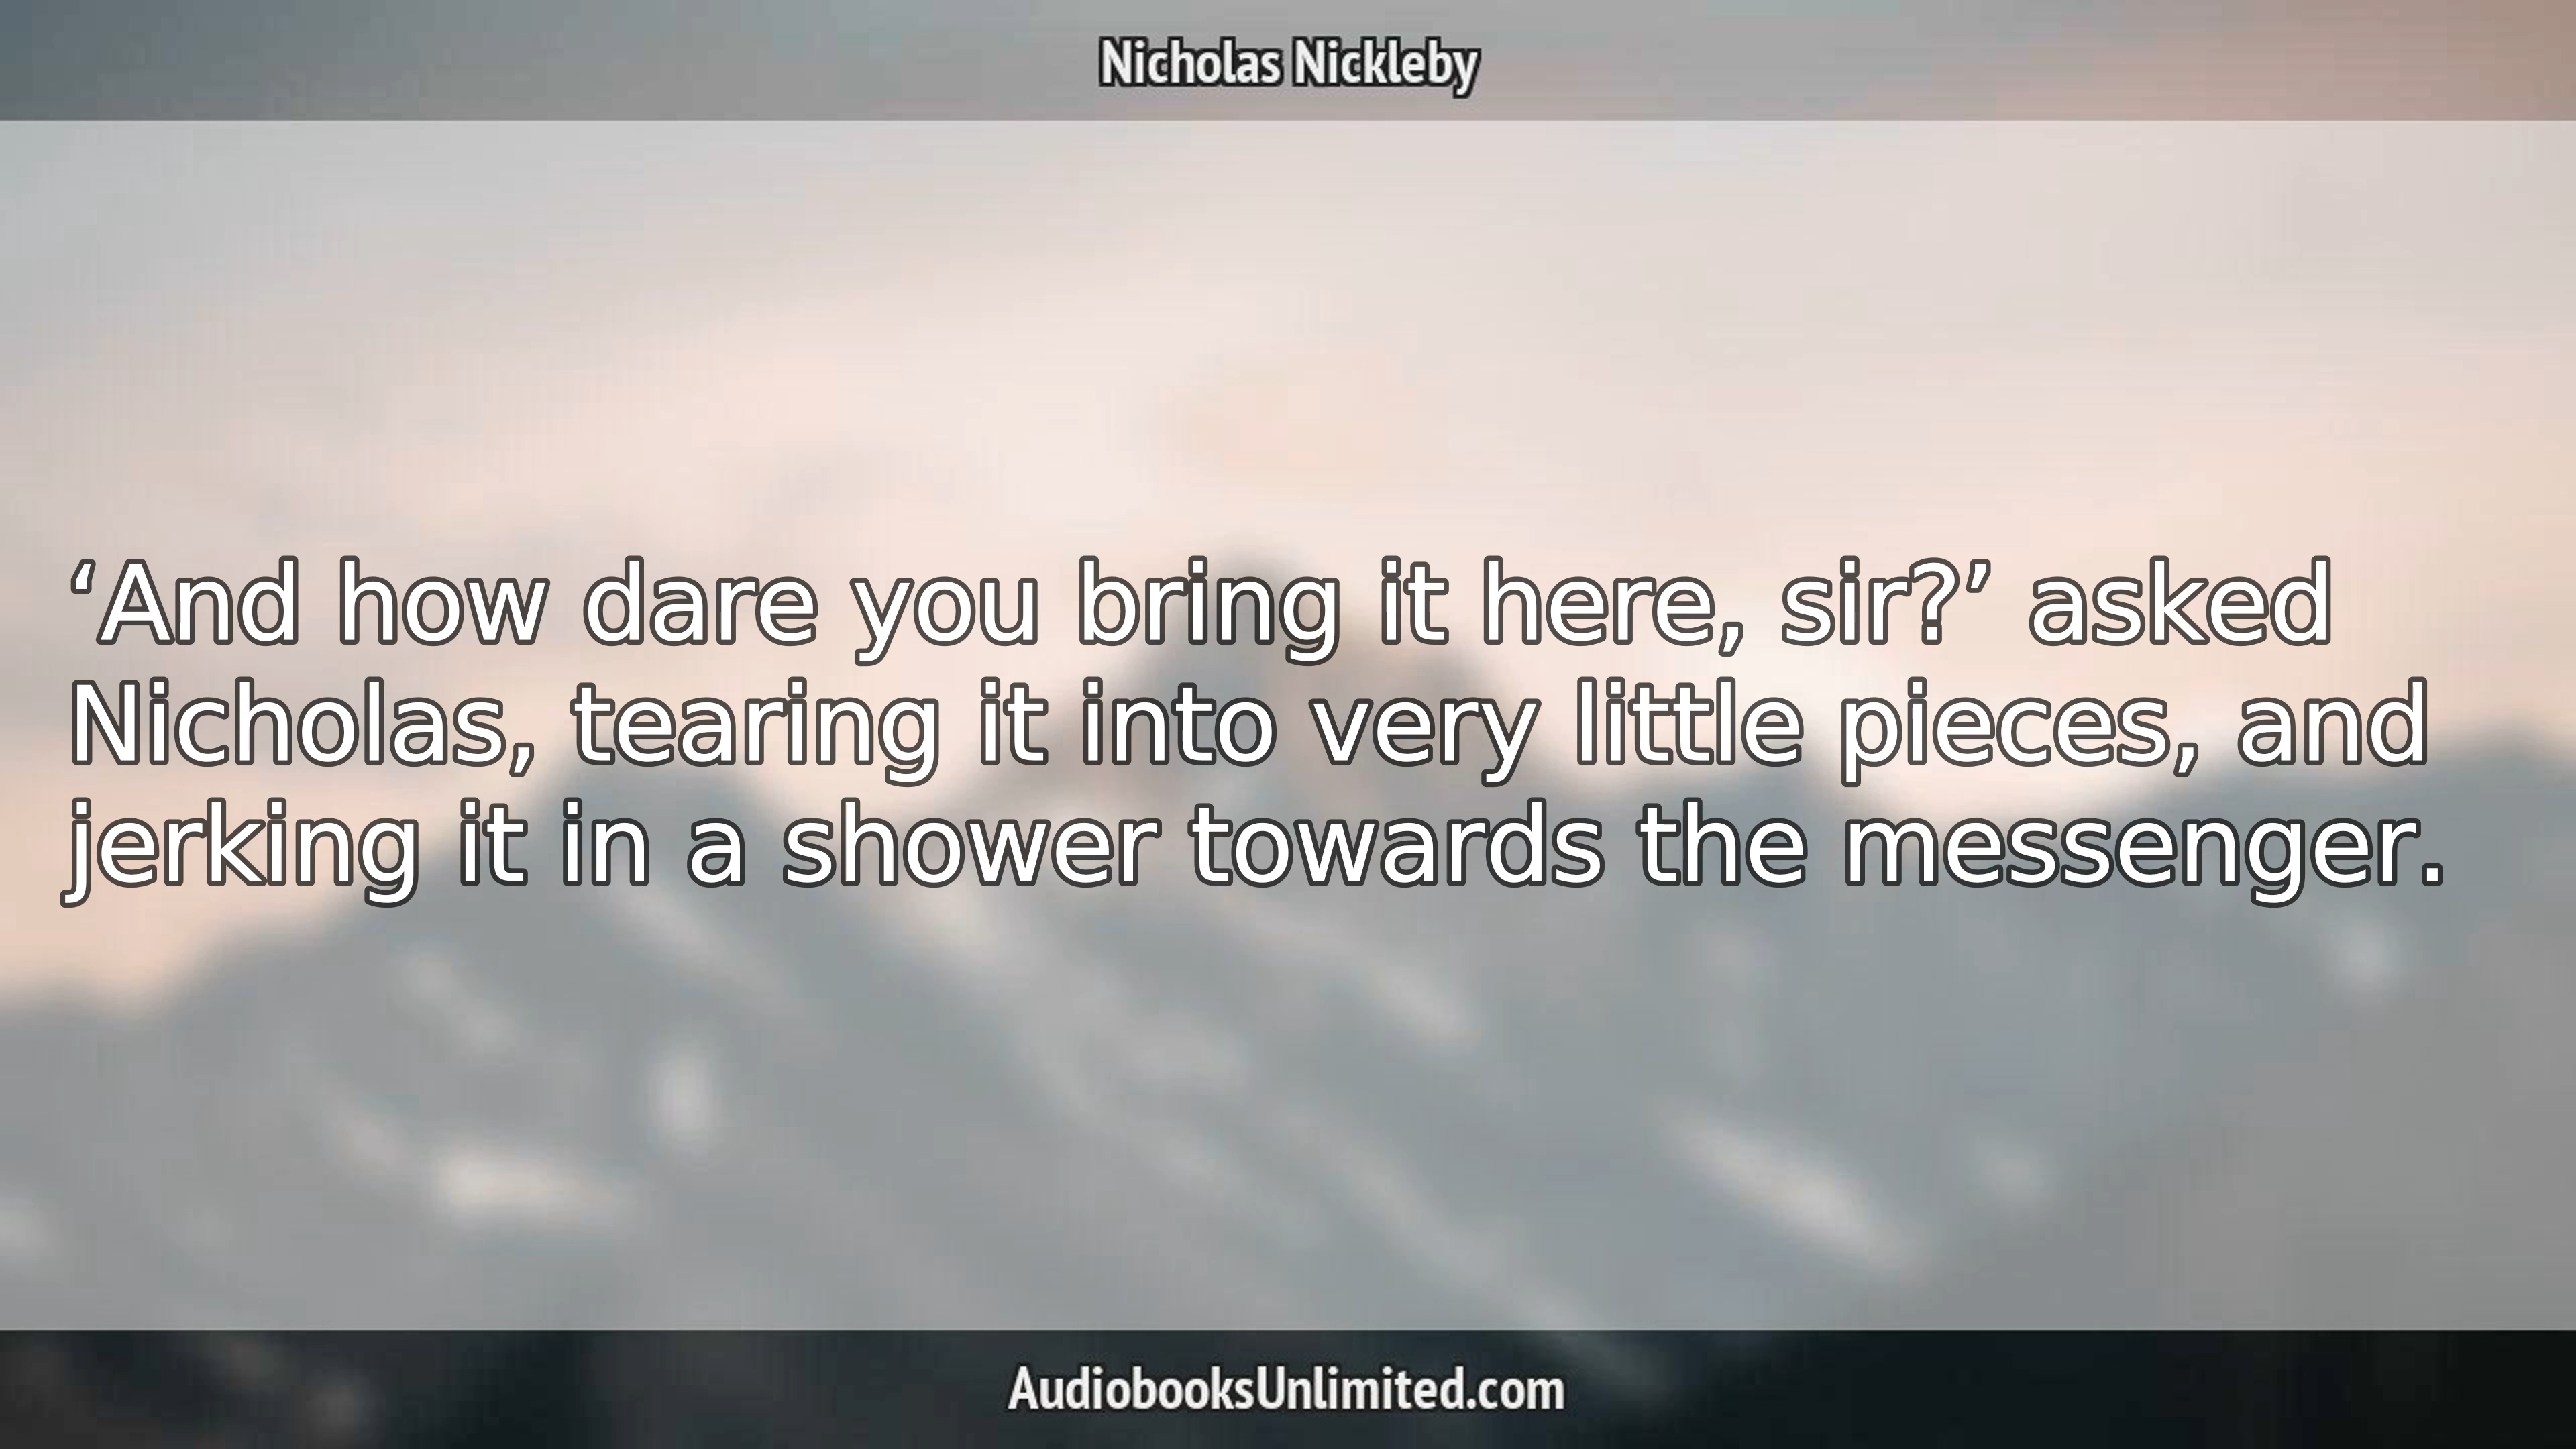 Nicholas Nickleby
‘And how dare you bring it here, sir?’ asked
Nicholas, tearing it into very little pieces, and
jerking it in a shower towards the messenger.
AudiobooksUnlimited.com